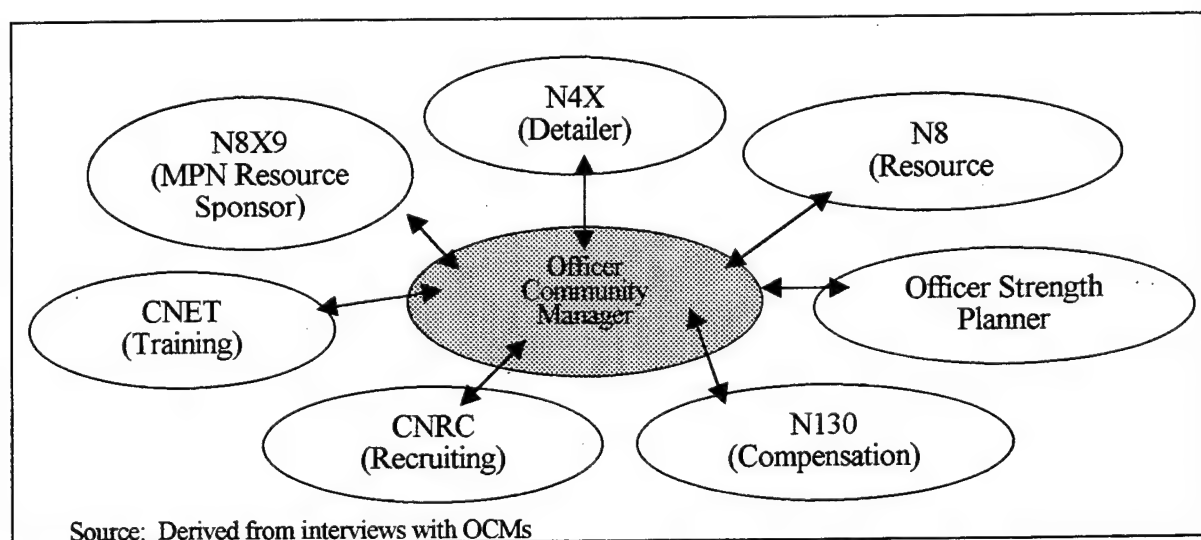 N4X
(Detailer)
N8X9
(MPN Resource
Sponsor)
N8
(Resource
Officer
Community
Manager
CNET
(Training)
Officer Strength
Planner
CNRC
(Recruiting)
N130
(Compensation)
Source: Derived from interviews with OCMs